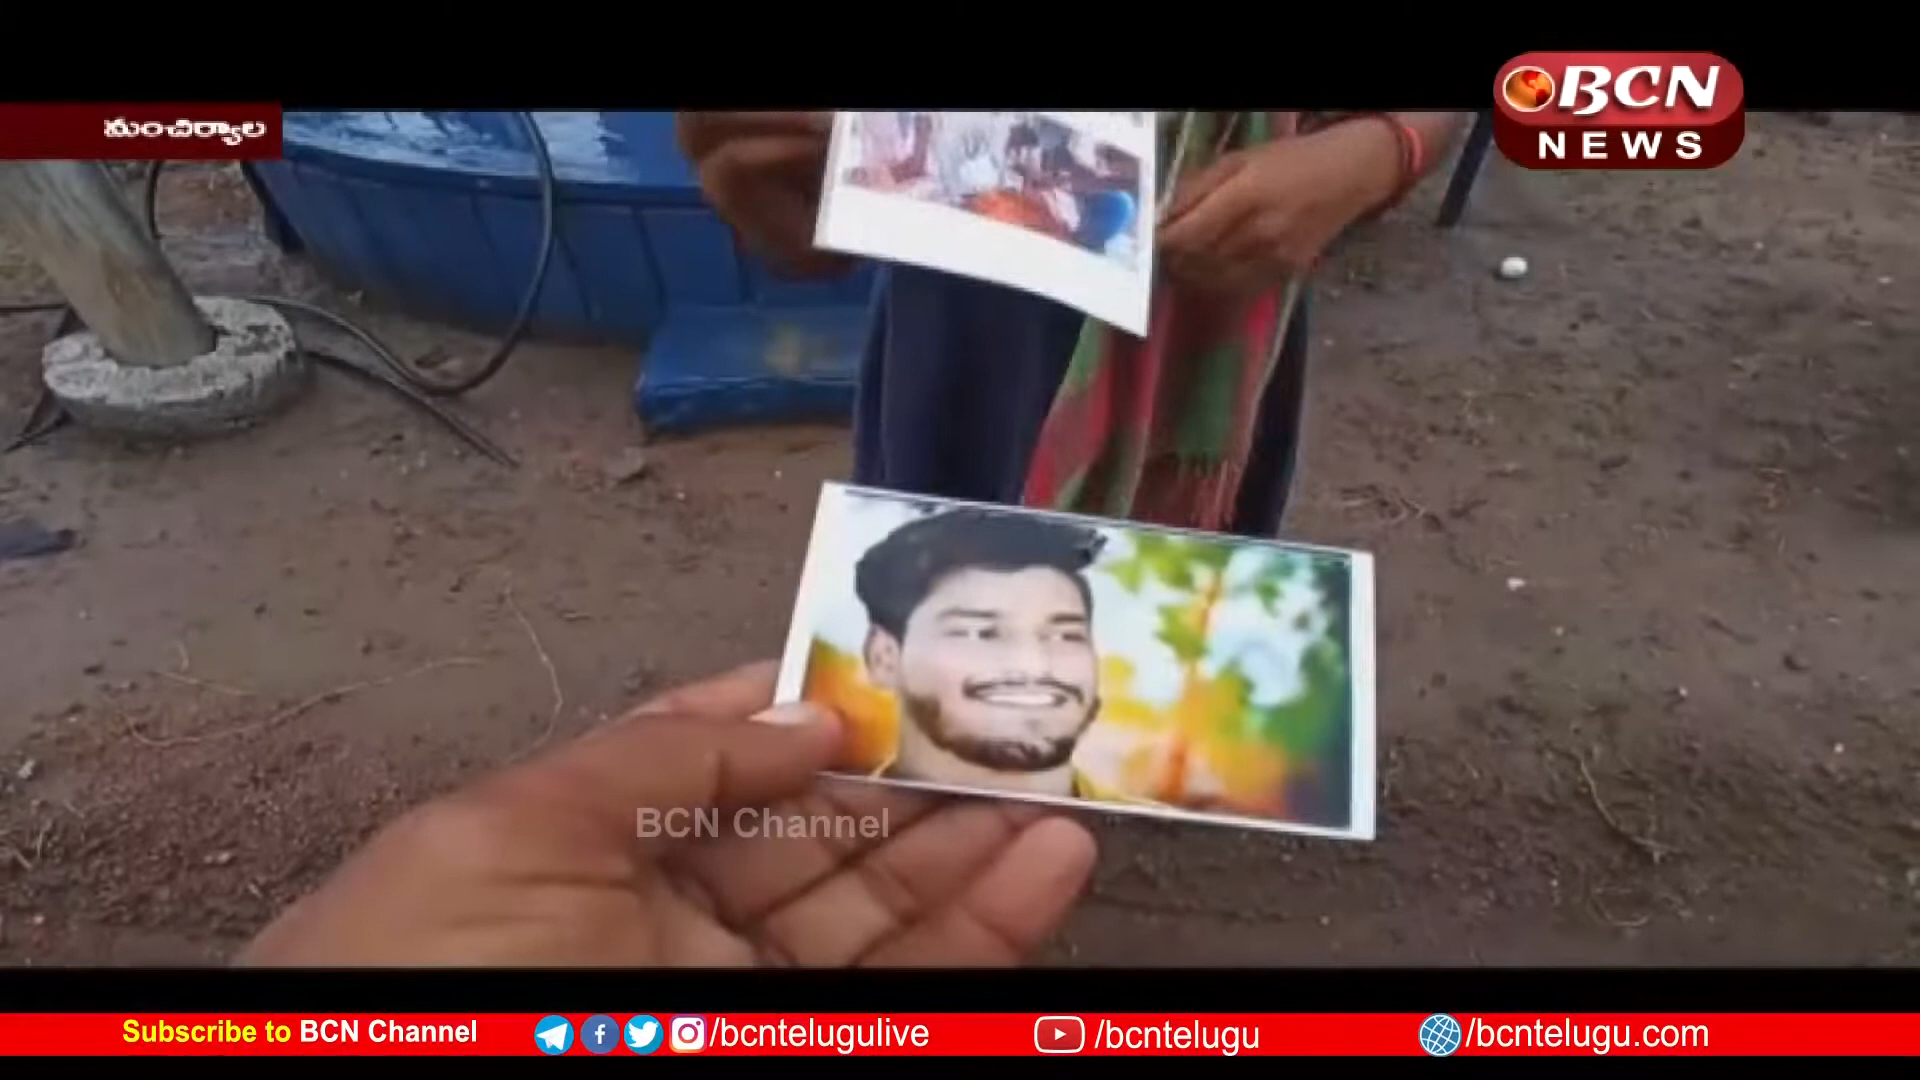 BCN
NEWS
మంచిర్యాల
BCN Channel
Subscribe to BCN Channel
/bcntelugulive
/bcntelugu
/bcntelugu.com